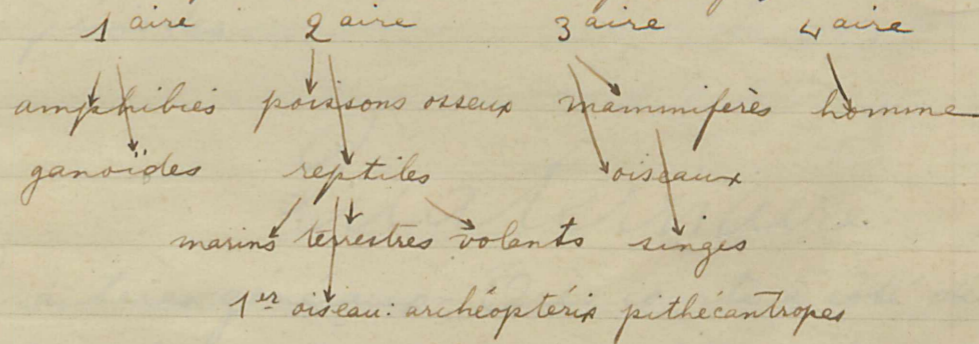 1 aire 2 aire 3 aire 4 aire
amphibies poissons osseux mammifères homme
ganoïdes reptiles oiseaux
marins terrestres volants singes
1er oiseau: archéoptérix pithécantropes